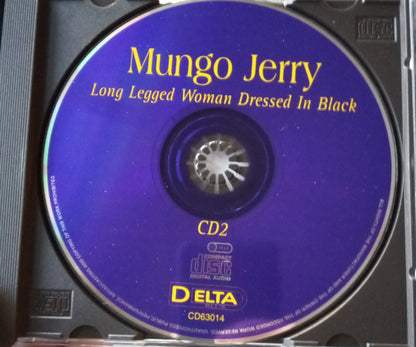 Mungo Jerry
Long Legged Woman Dressed In Black
CD2
COMPACT
disc
DIGITAL AUDIO
DELTA
CD63014